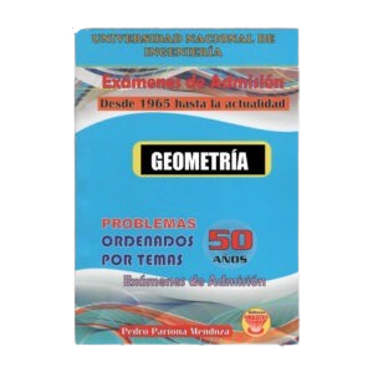 UNIVERSIDAD NACIONAL DE
INGENIERÍA
Exámenes de Admisión
Desde 1965 hasta la actualidad
GEOMETRÍA
PROBLEMAS
ORDENADOS
POR TEMAS
50
AÑOS
Exámenes de Admisión
Pedro Pariona Mendoza